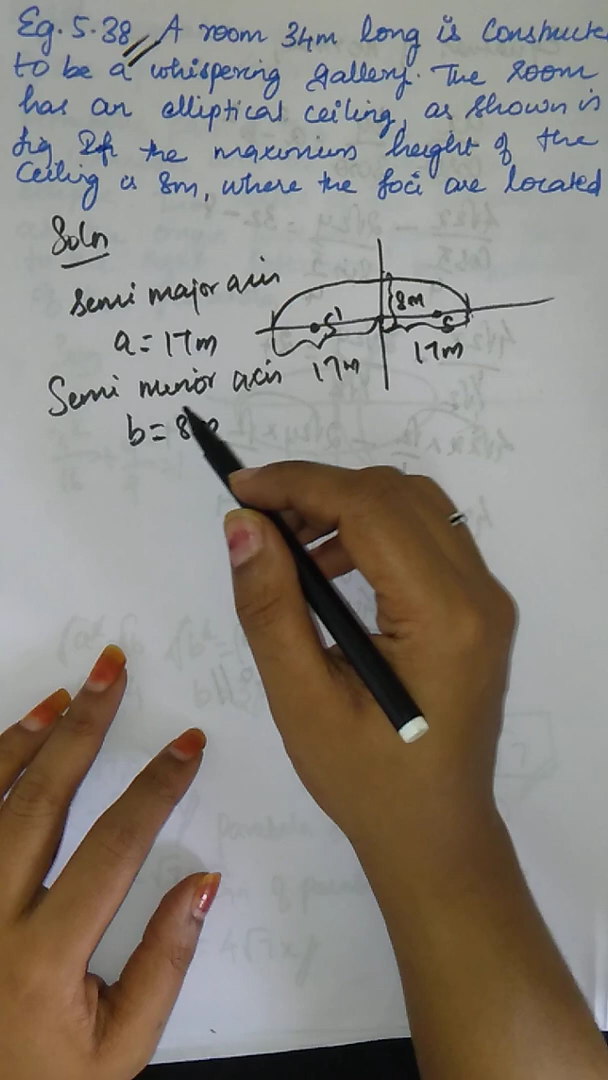 Eg. 5.38 A room 34m long is constructe
to be a whispering gallery. The room
has an elliptical ceiling, as shown in
fig If the maximum height of the
ceiling is 8m, where the foci are located
Soln
Semi major axis
a = 17m
Semi minor axis
b = 8
8m
S'
S
17m
17m